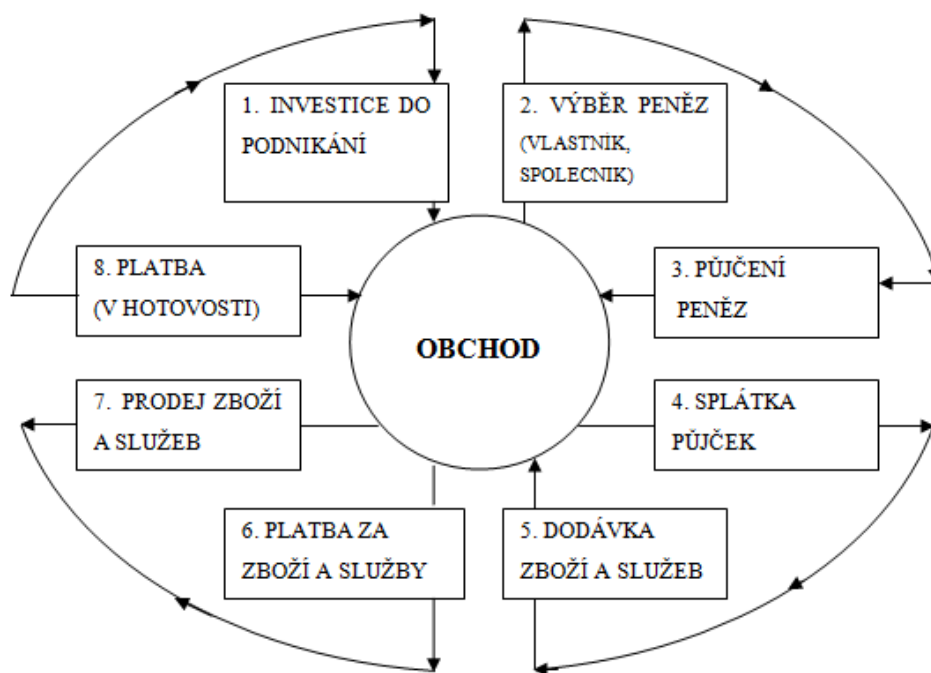 1. INVESTICE DO
PODNIKÁNÍ
2. VÝBĚR PENĚZ
(VLASTNÍK,
SPOLECNIK)
8. PLATBA
(V HOTOVOSTI)
3. PŮJČENÍ
PENĚZ
OBCHOD
7. PRODEJ ZBOŽÍ
A SLUŽEB
4. SPLÁTKA
PŮJČEK
6. PLATBA ZA
ZBOŽÍ A SLUŽBY
5. DODÁVKA
ZBOŽÍ A SLUŽEB